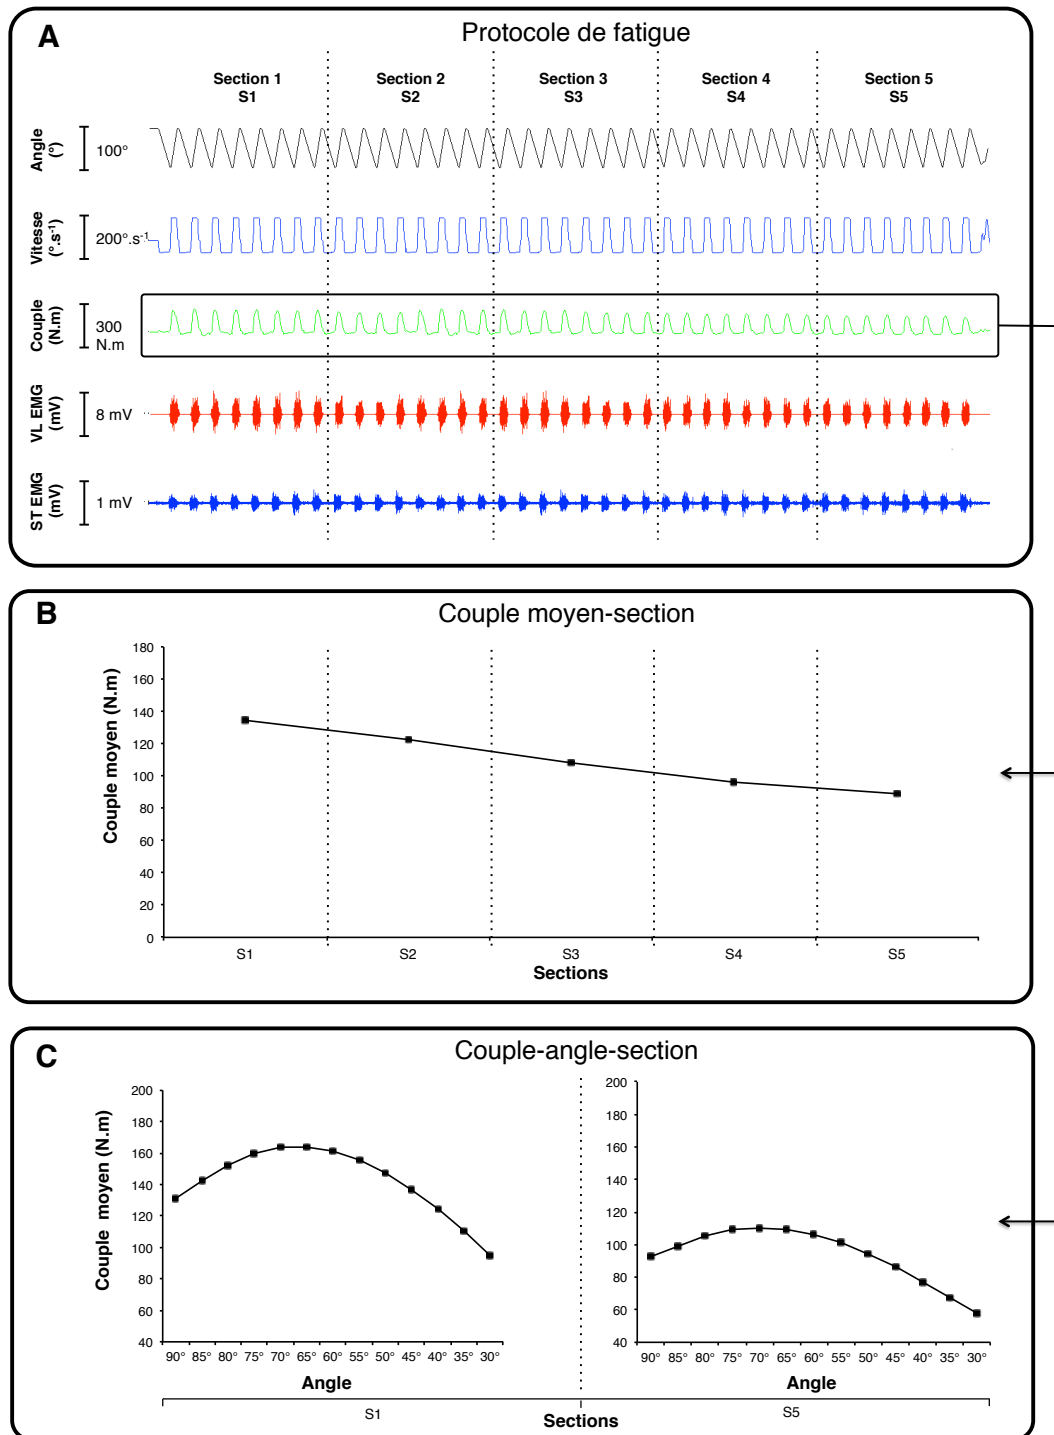 A
Protocole de fatigue
Section 1
S1
Section 2
S2
Section 3
S3
Section 4
S4
Section 5
S5
Angle
(°)
100°
Vitesse
(°.s-1)
200°.s-1
Couple
(N.m)
300
N.m
VL EMG
(mV)
8 mV
ST EMG
(mV)
1 mV
B
Couple moyen-section
Couple moyen (N.m)
180
160
140
120
100
80
60
40
20
0
S1 S2 S3 S4 S5
Sections
C
Couple-angle-section
Couple moyen (N.m)
200
180
160
140
120
100
80
60
40
90° 85° 80° 75° 70° 65° 60° 55° 50° 45° 40° 35° 30°
Angle
200
180
160
140
120
100
80
60
40
90° 85° 80° 75° 70° 65° 60° 55° 50° 45° 40° 35° 30°
Angle
S1
S5
Sections